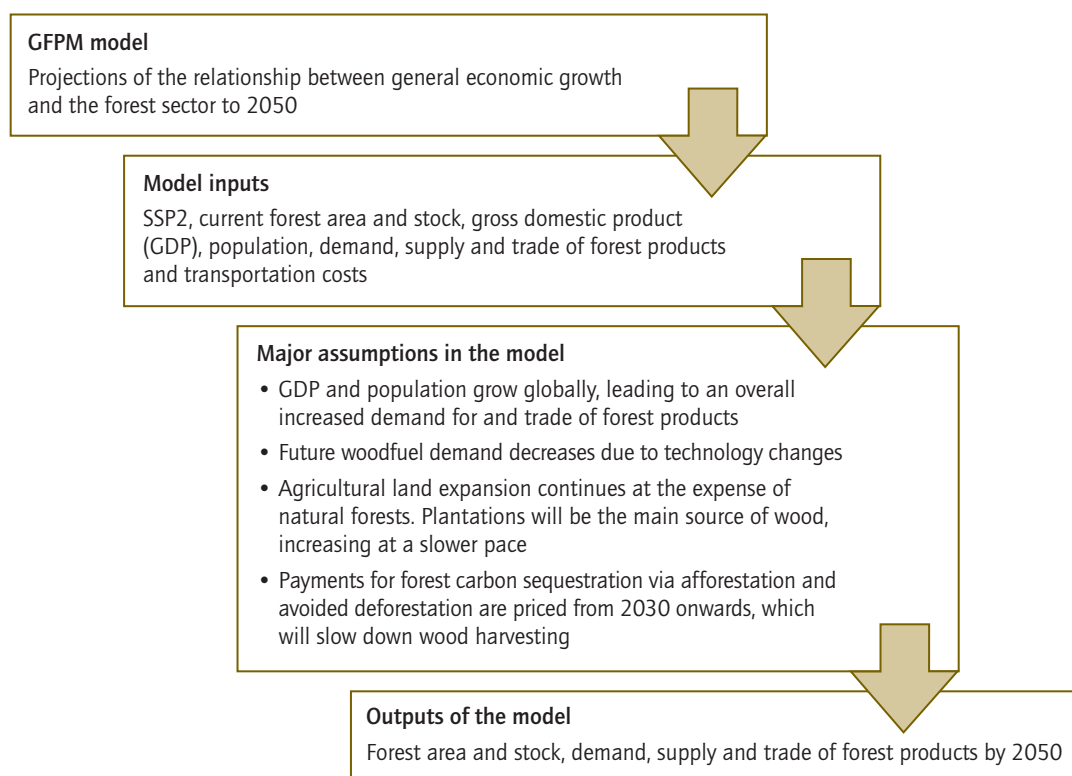 GFPM model
Projections of the relationship between general economic growth
and the forest sector to 2050
Model inputs
SSP2, current forest area and stock, gross domestic product
(GDP), population, demand, supply and trade of forest products
and transportation costs
Major assumptions in the model
• GDP and population grow globally, leading to an overall
increased demand for and trade of forest products
• Future woodfuel demand decreases due to technology changes
• Agricultural land expansion continues at the expense of
natural forests. Plantations will be the main source of wood,
increasing at a slower pace
• Payments for forest carbon sequestration via afforestation and
avoided deforestation are priced from 2030 onwards, which
will slow down wood harvesting
Outputs of the model
Forest area and stock, demand, supply and trade of forest products by 2050